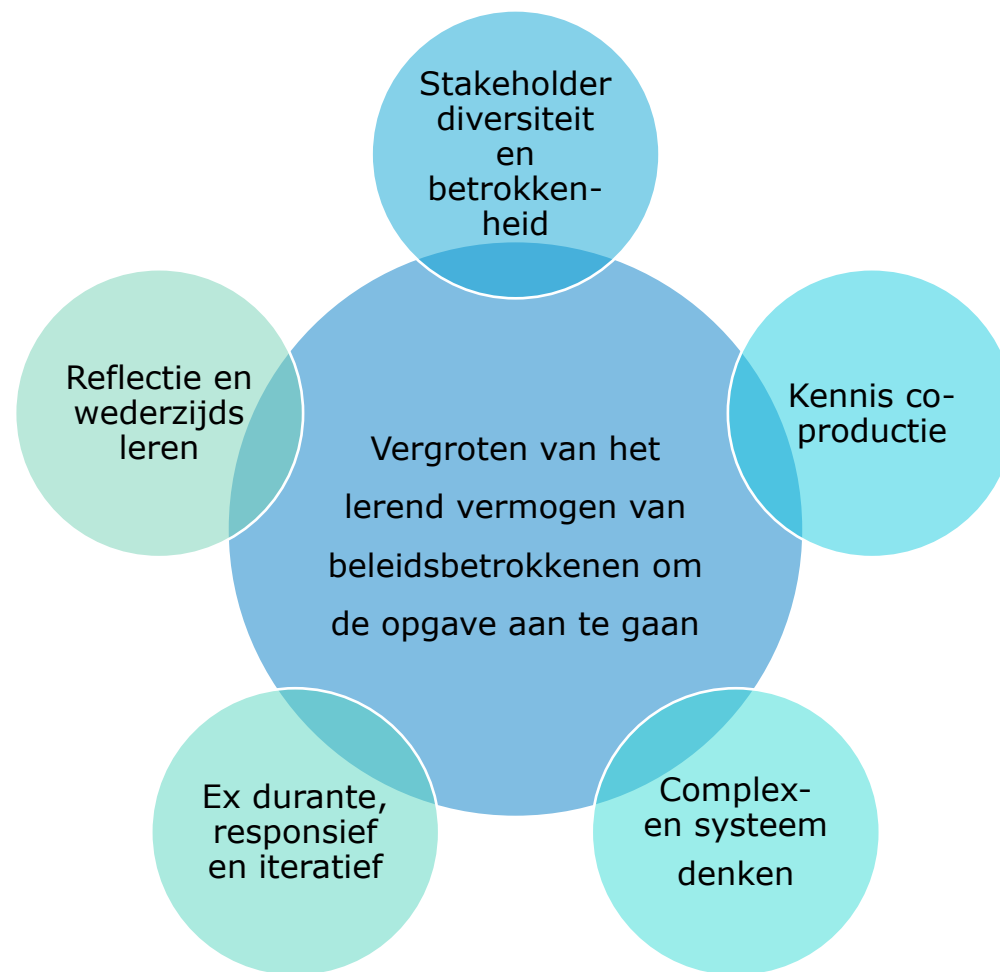 Stakeholder
diversiteit
en
betrokken-
heid
Kennis co-
productie
Complex-
en systeem
denken
Ex durante,
responsief
en iteratief
Reflectie en
wederzijds
leren
Vergroten van het
lerend vermogen van
beleidsbetrokkenen om
de opgave aan te gaan